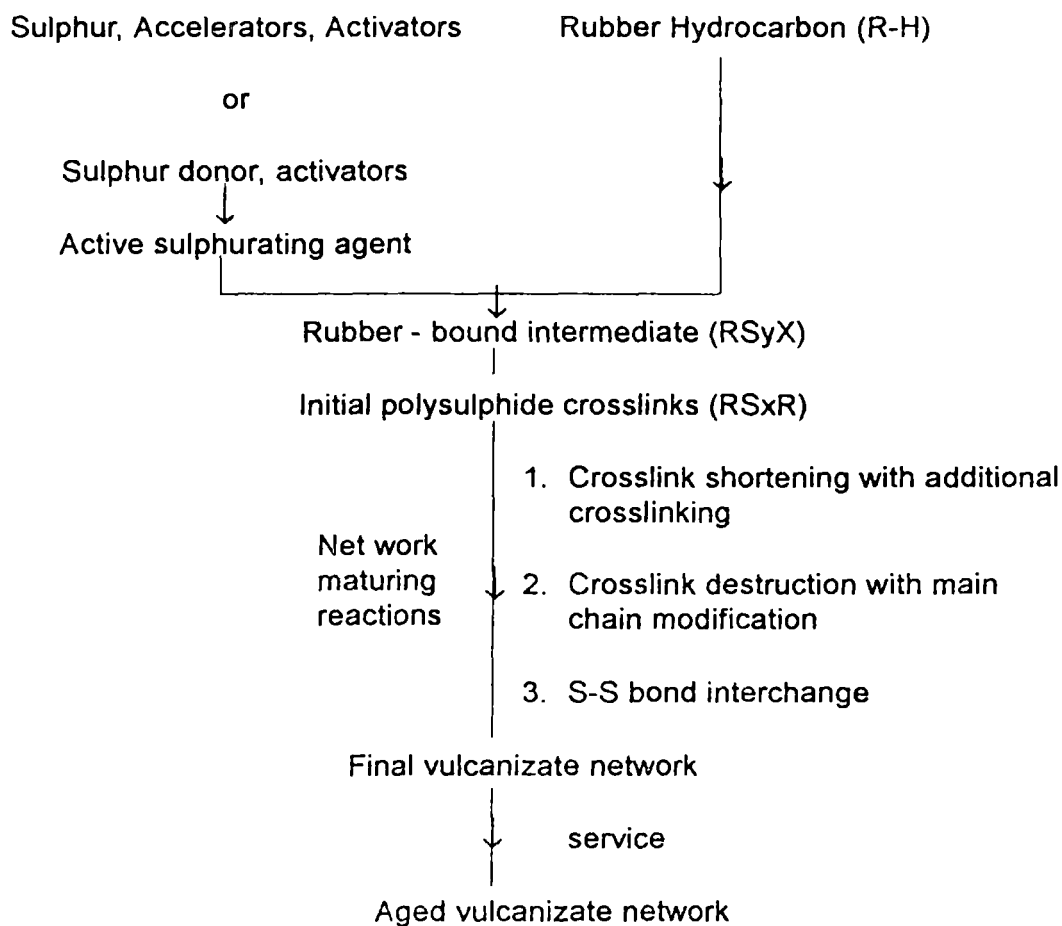 Sulphur, Accelerators, Activators
Rubber Hydrocarbon (R-H)
or
Sulphur donor, activators
Active sulphurating agent
Rubber - bound intermediate (RSyX)
Initial polysulphide crosslinks (RSxR)
1. Crosslink shortening with additional
crosslinking
Net work
maturing
reactions
2. Crosslink destruction with main
chain modification
3. S-S bond interchange
Final vulcanizate network
service
Aged vulcanizate network